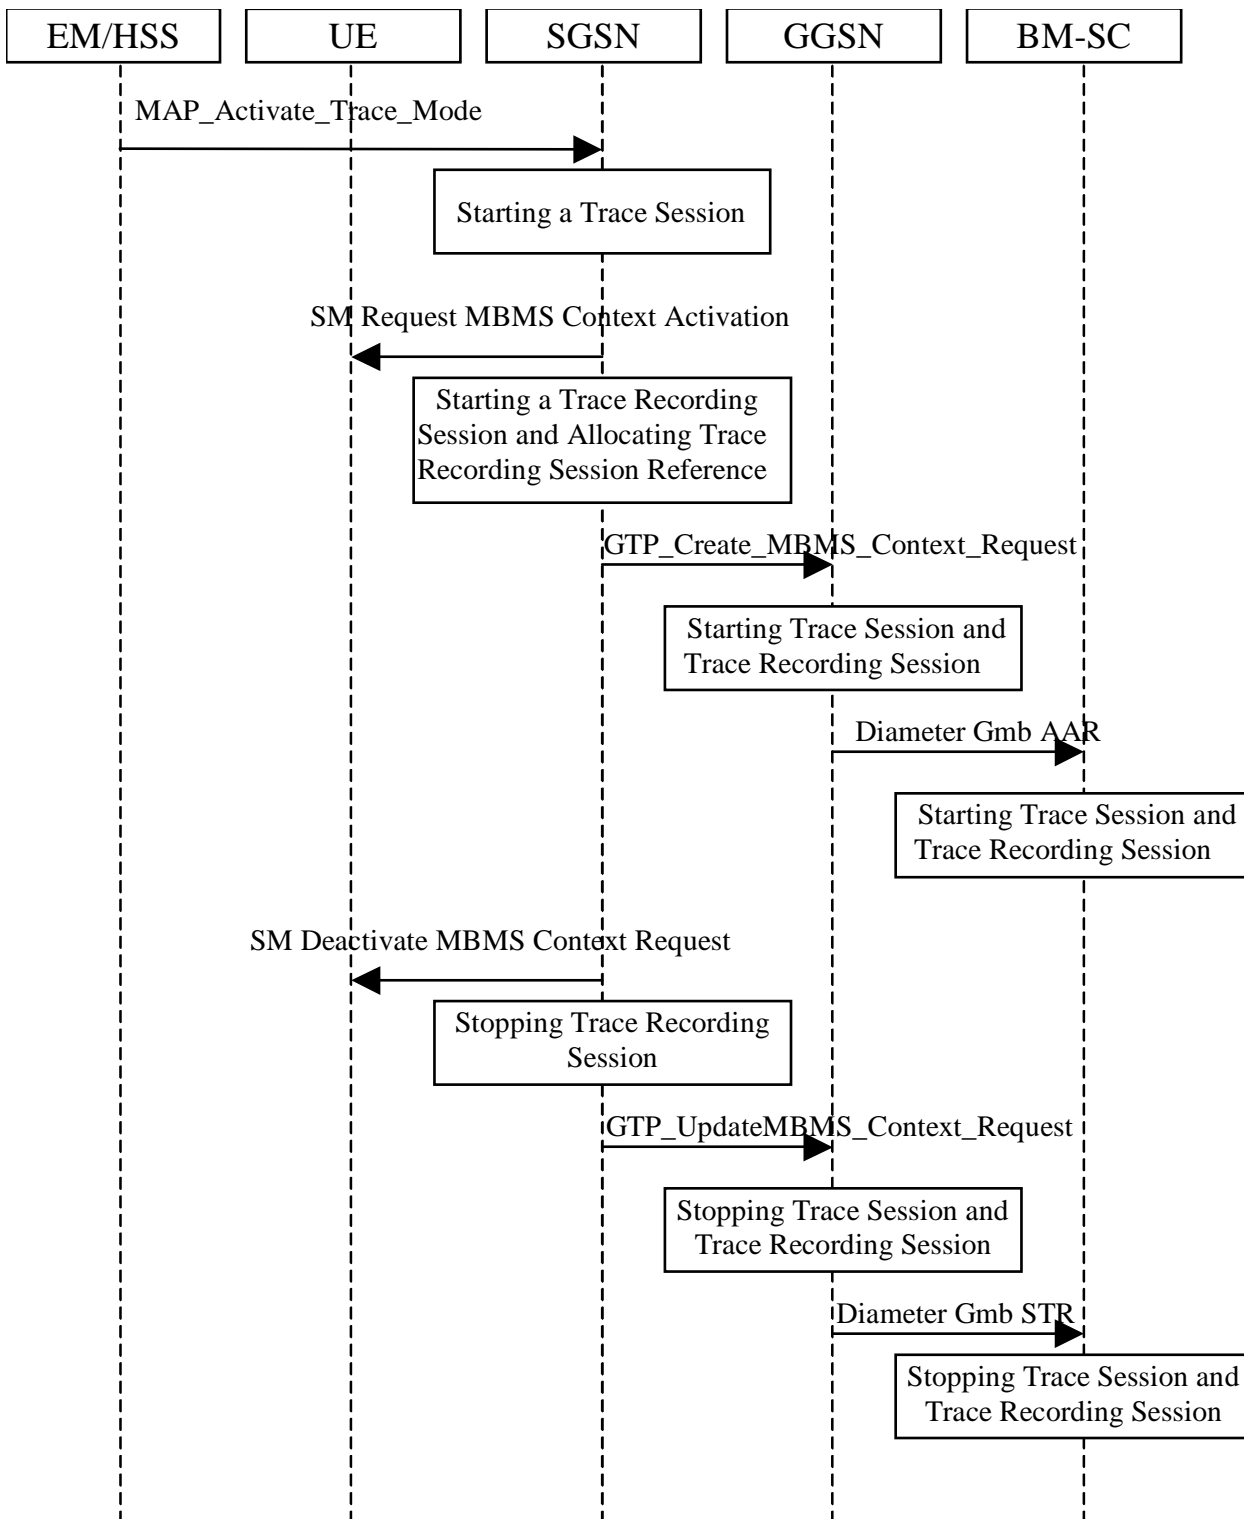 EM/HSS
UE
SGSN
GGSN
BM-SC
MAP_Activate_Trace_Mode
Starting a Trace Session
SM Request MBMS Context Activation
Starting a Trace Recording
Session and Allocating Trace
Recording Session Reference
GTP_Create_MBMS_Context_Request
Starting Trace Session and
Trace Recording Session
Diameter Gmb AAR
Starting Trace Session and
Trace Recording Session
SM Deactivate MBMS Context Request
Stopping Trace Recording
Session
GTP_UpdateMBMS_Context_Request
Stopping Trace Session and
Trace Recording Session
Diameter Gmb STR
Stopping Trace Session and
Trace Recording Session